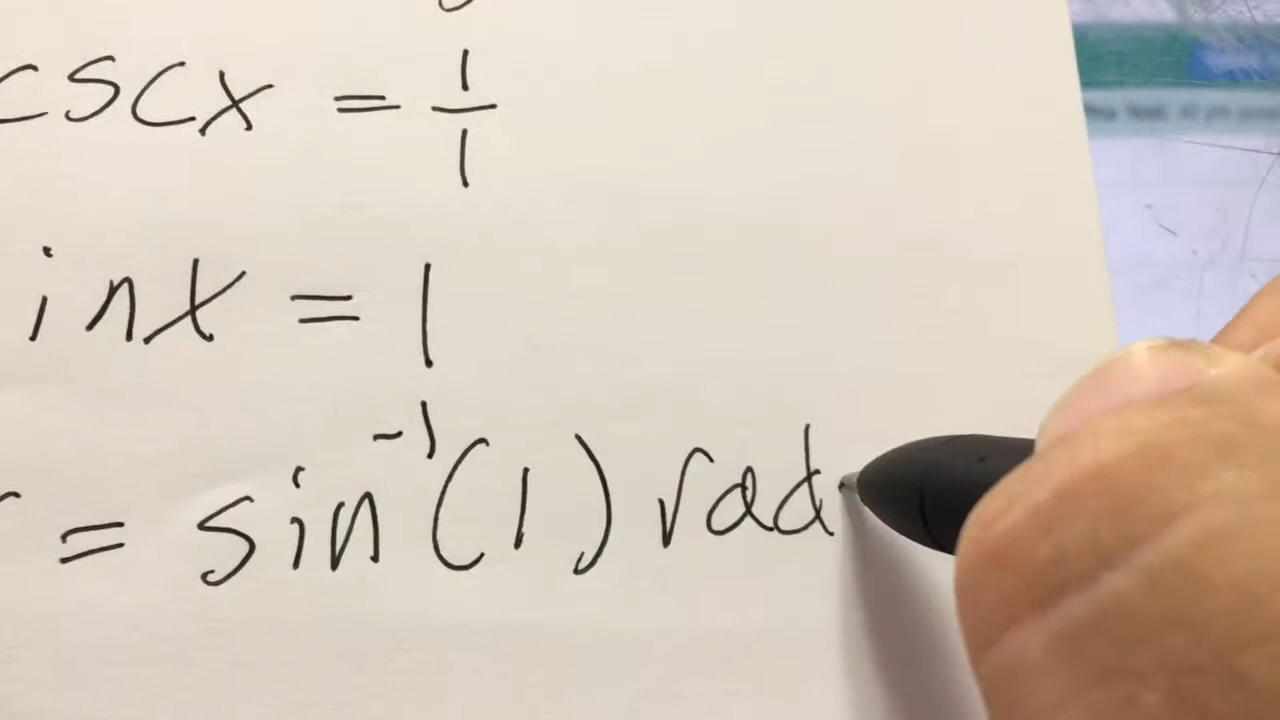 cscx = 1/1
inx = 1
= sin⁻¹(1) rad